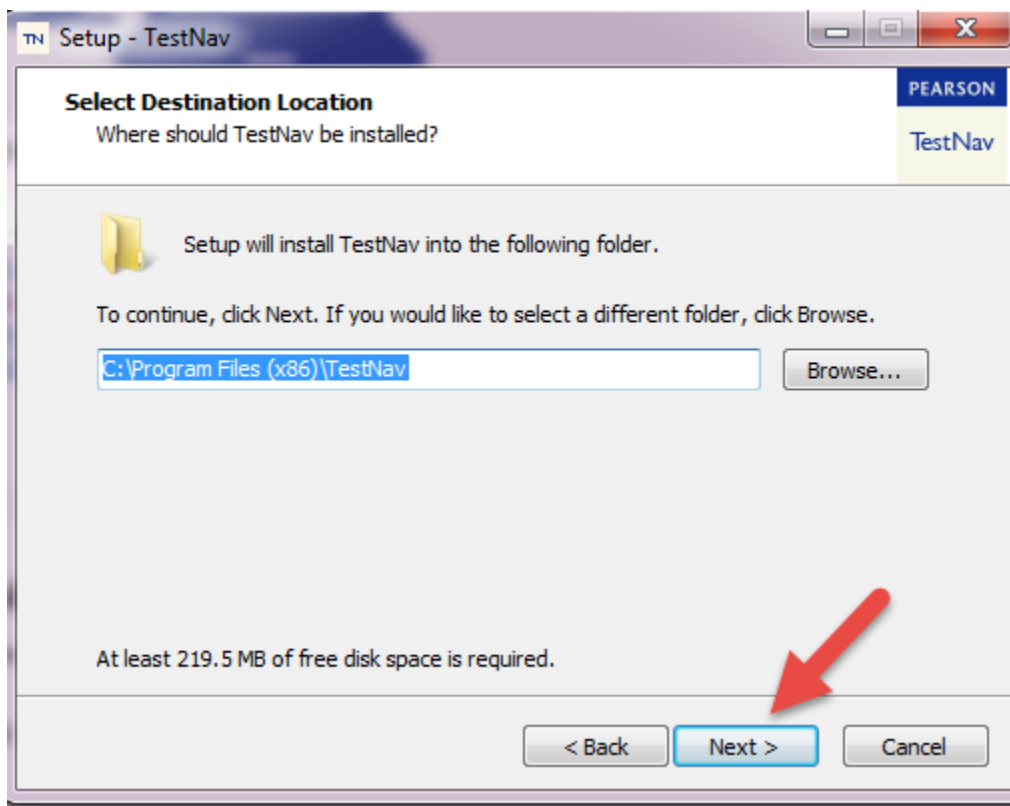 TN Setup - TestNav
Select Destination Location
Where should TestNav be installed?
PEARSON
TestNav
Setup will install TestNav into the following folder.
To continue, click Next. If you would like to select a different folder, click Browse.
C:\Program Files (x86)\TestNav
Browse...
At least 219.5 MB of free disk space is required.
< Back
Next >
Cancel